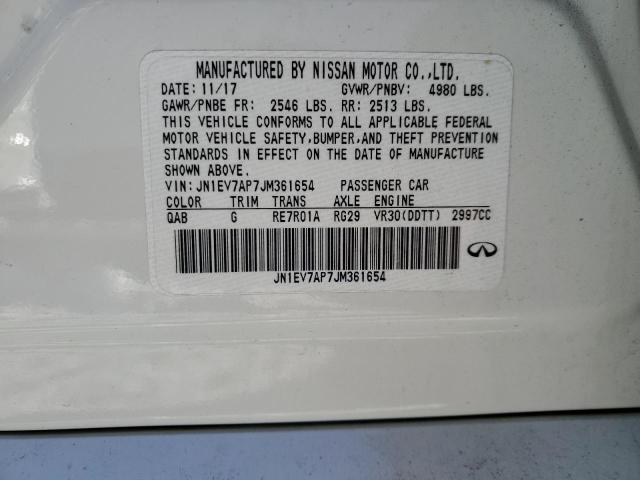 MANUFACTURED BY NISSAN MOTOR CO.,LTD.
DATE: 11/17 GVWR/PNBV: 4980 LBS.
GAWR/PNBE FR: 2546 LBS. RR: 2513 LBS.
THIS VEHICLE CONFORMS TO ALL APPLICABLE FEDERAL
MOTOR VEHICLE SAFETY,BUMPER,AND THEFT PREVENTION
STANDARDS IN EFFECT ON THE DATE OF MANUFACTURE
SHOWN ABOVE.
VIN: JN1EV7AP7JM361654 PASSENGER CAR
COLOR TRIM TRANS AXLE ENGINE
QAB G RE7R01A RG29 VR30(DDTT) 2997CC
JN1EV7AP7JM361654